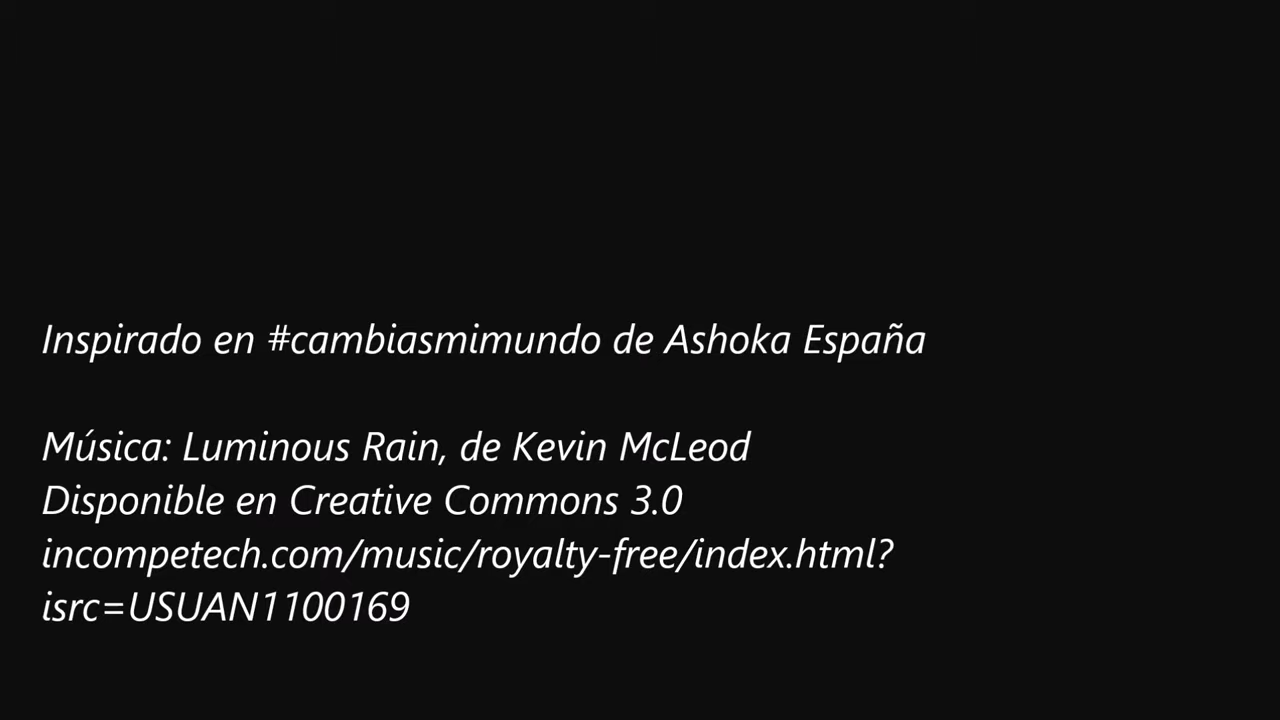 Inspirado en #cambiasmimundo de Ashoka España
Música: Luminous Rain, de Kevin McLeod
Disponible en Creative Commons 3.0
incompetech.com/music/royalty-free/index.html?
isrc=USUAN1100169